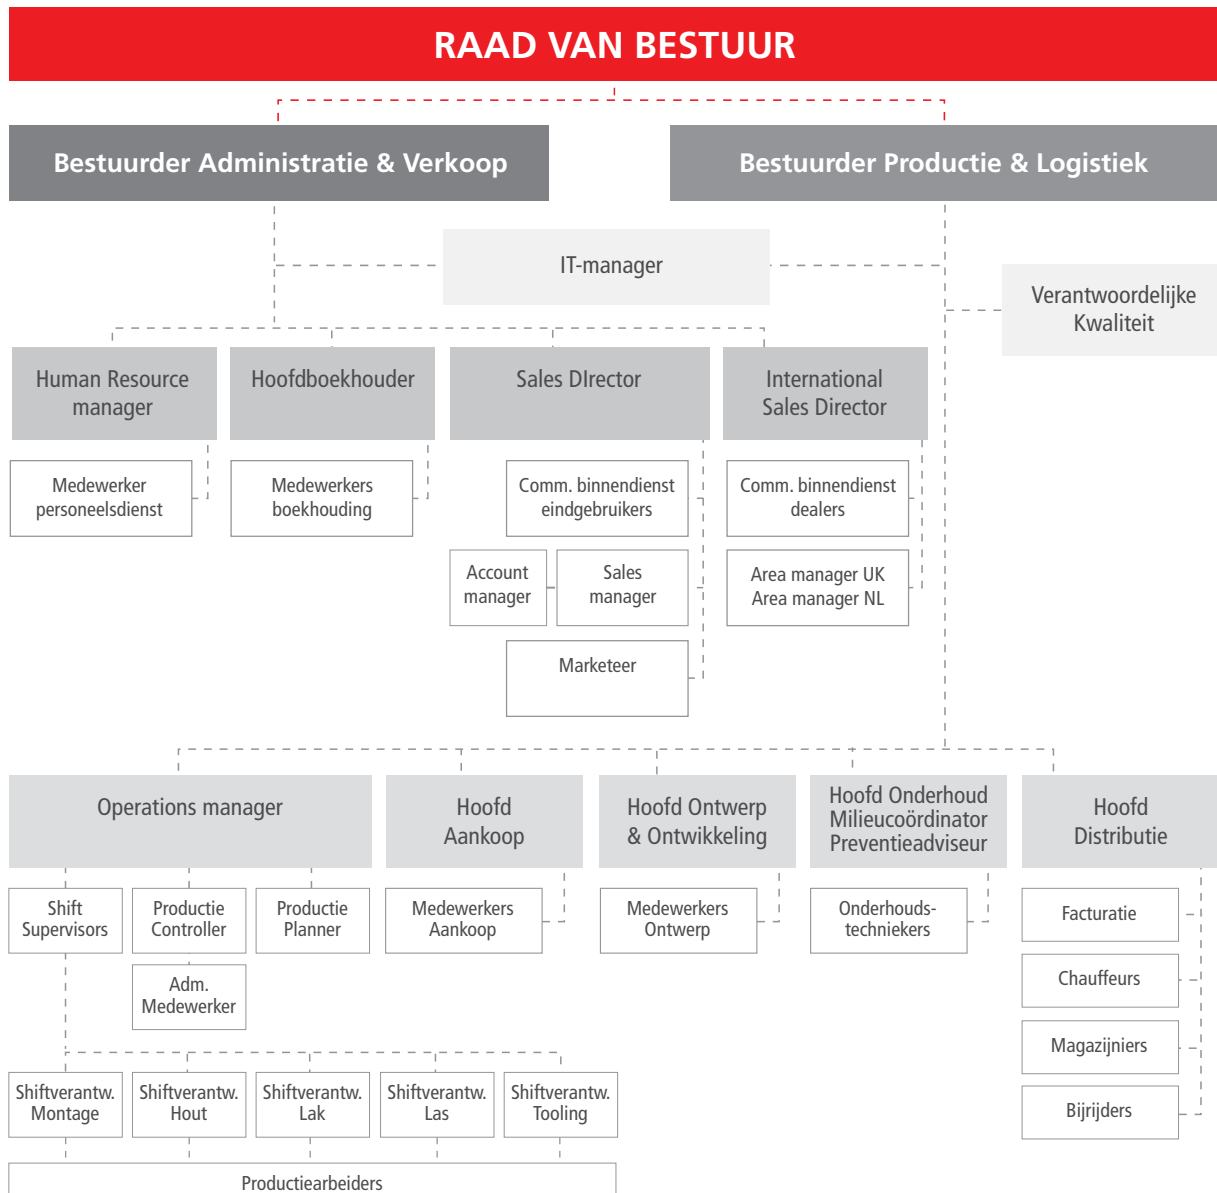 RAAD VAN BESTUUR
Bestuurder Administratie & Verkoop
Bestuurder Productie & Logistiek
IT-manager
Verantwoordelijke
Kwaliteit
Human Resource
manager
Hoofdboekhouder
Sales DIrector
International
Sales Director
Medewerker
personeelsdienst
Medewerkers
boekhouding
Comm. binnendienst
eindgebruikers
Comm. binnendienst
dealers
Account
manager
Sales
manager
Area manager UK
Area manager NL
Marketeer
Operations manager
Hoofd
Aankoop
Hoofd Ontwerp
& Ontwikkeling
Hoofd Onderhoud
Milieucoördinator
Preventieadviseur
Hoofd
Distributie
Shift
Supervisors
Productie
Controller
Productie
Planner
Medewerkers
Aankoop
Medewerkers
Ontwerp
Onderhouds-
techniekers
Facturatie
Adm.
Medewerker
Chauffeurs
Magazijniers
Bijrijders
Shiftverantw.
Montage
Shiftverantw.
Hout
Shiftverantw.
Lak
Shiftverantw.
Las
Shiftverantw.
Tooling
Productiearbeiders